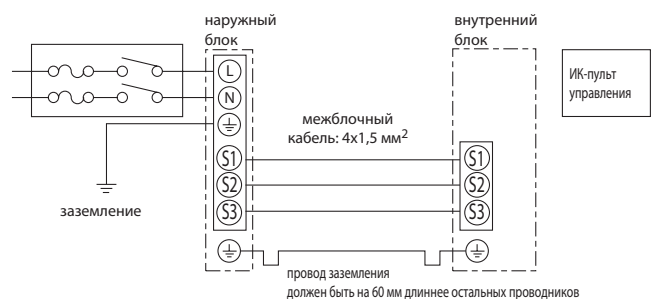 наружный
блок
внутренний
блок
L
N
ИК-пульт
управления
межблочный
кабель: 4x1,5 мм²
S1
S2
S3
S1
S2
S3
заземление
провод заземления
должен быть на 60 мм длиннее остальных проводников